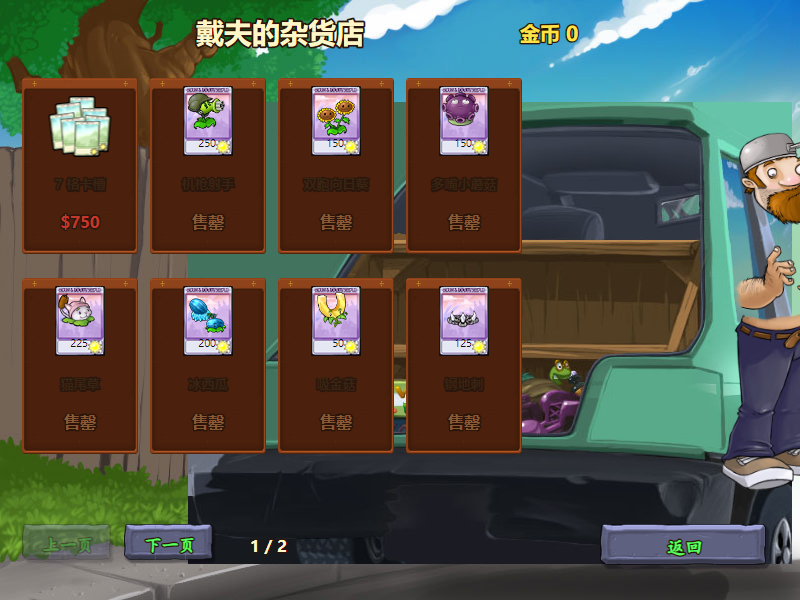 戴夫的杂货店
金币 0
7 格卡槽
$750
250
机枪射手
售罄
150
双胞向日葵
售罄
150
多嘴小蘑菇
售罄
225
猫尾草
售罄
200
冰西瓜
售罄
50
吸金菇
售罄
125
钢地刺
售罄
上一页
下一页
1 / 2
返回